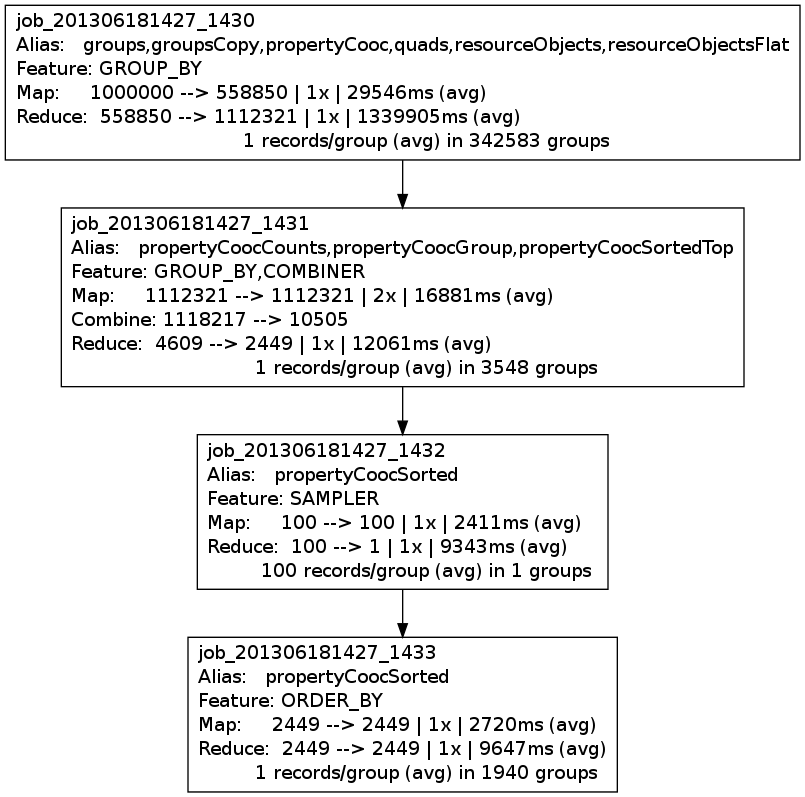 job_201306181427_1430
Alias: groups,groupsCopy,propertyCooc,quads,resourceObjects,resourceObjectsFlat
Feature: GROUP_BY
Map: 1000000 --> 558850 | 1x | 29546ms (avg)
Reduce: 558850 --> 1112321 | 1x | 1339905ms (avg)
1 records/group (avg) in 342583 groups
job_201306181427_1431
Alias: propertyCoocCounts,propertyCoocGroup,propertyCoocSortedTop
Feature: GROUP_BY,COMBINER
Map: 1112321 --> 1112321 | 2x | 16881ms (avg)
Combine: 1118217 --> 10505
Reduce: 4609 --> 2449 | 1x | 12061ms (avg)
1 records/group (avg) in 3548 groups
job_201306181427_1432
Alias: propertyCoocSorted
Feature: SAMPLER
Map: 100 --> 100 | 1x | 2411ms (avg)
Reduce: 100 --> 1 | 1x | 9343ms (avg)
100 records/group (avg) in 1 groups
job_201306181427_1433
Alias: propertyCoocSorted
Feature: ORDER_BY
Map: 2449 --> 2449 | 1x | 2720ms (avg)
Reduce: 2449 --> 2449 | 1x | 9647ms (avg)
1 records/group (avg) in 1940 groups